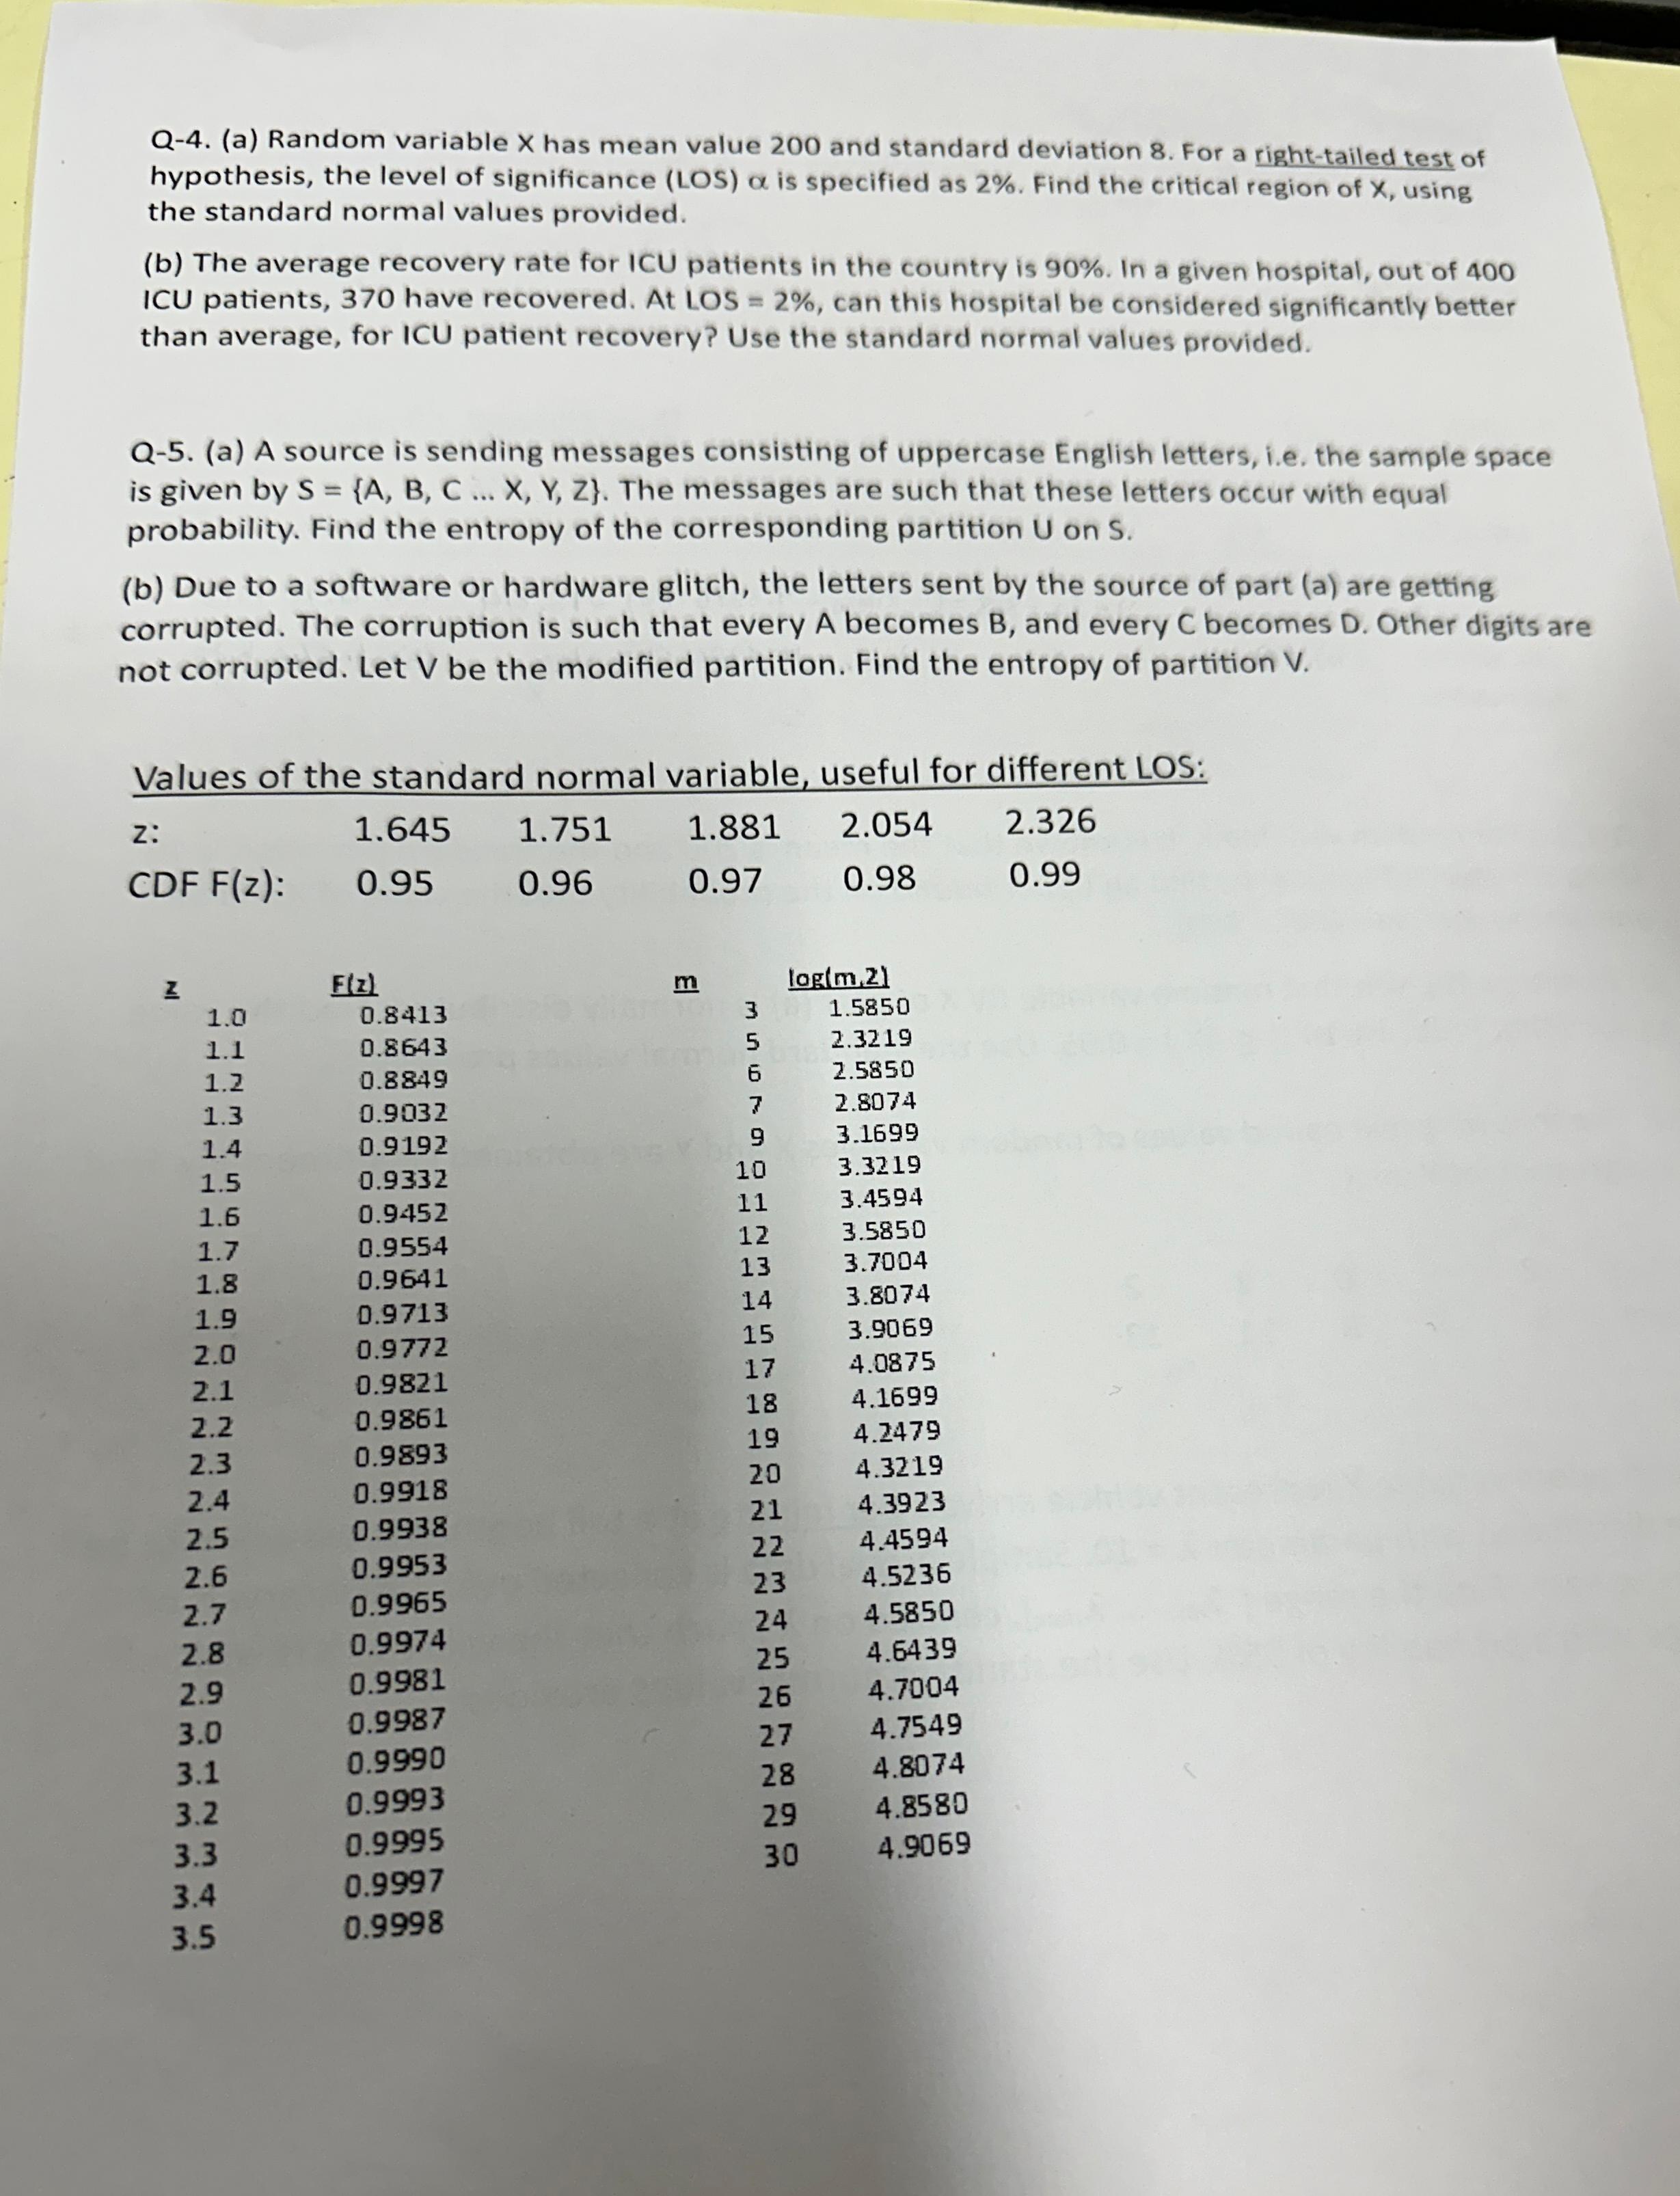 Q-4. (a) Random variable X has mean value 200 and standard deviation 8. For a right-tailed test of
hypothesis, the level of significance (LOS) α is specified as 2%. Find the critical region of X, using
the standard normal values provided.
(b) The average recovery rate for ICU patients in the country is 90%. In a given hospital, out of 400
ICU patients, 370 have recovered. At LOS = 2%, can this hospital be considered significantly better
than average, for ICU patient recovery? Use the standard normal values provided.
Q-5. (a) A source is sending messages consisting of uppercase English letters, i.e. the sample space
is given by S = {A, B, C ... X, Y, Z}. The messages are such that these letters occur with equal
probability. Find the entropy of the corresponding partition U on S.
(b) Due to a software or hardware glitch, the letters sent by the source of part (a) are getting
corrupted. The corruption is such that every A becomes B, and every C becomes D. Other digits are
not corrupted. Let V be the modified partition. Find the entropy of partition V.
Values of the standard normal variable, useful for different LOS:
z: 1.645 1.751 1.881 2.054 2.326
CDF F(z): 0.95 0.96 0.97 0.98 0.99
z F(z) m log(m,2)
1.0 0.8413 3 1.5850
1.1 0.8643 5 2.3219
1.2 0.8849 6 2.5850
1.3 0.9032 7 2.8074
1.4 0.9192 9 3.1699
1.5 0.9332 10 3.3219
1.6 0.9452 11 3.4594
1.7 0.9554 12 3.5850
1.8 0.9641 13 3.7004
1.9 0.9713 14 3.8074
2.0 0.9772 15 3.9069
2.1 0.9821 17 4.0875
2.2 0.9861 18 4.1699
2.3 0.9893 19 4.2479
2.4 0.9918 20 4.3219
2.5 0.9938 21 4.3923
2.6 0.9953 22 4.4594
2.7 0.9965 23 4.5236
2.8 0.9974 24 4.5850
2.9 0.9981 25 4.6439
3.0 0.9987 26 4.7004
3.1 0.9990 27 4.7549
3.2 0.9993 28 4.8074
3.3 0.9995 29 4.8580
3.4 0.9997 30 4.9069
3.5 0.9998